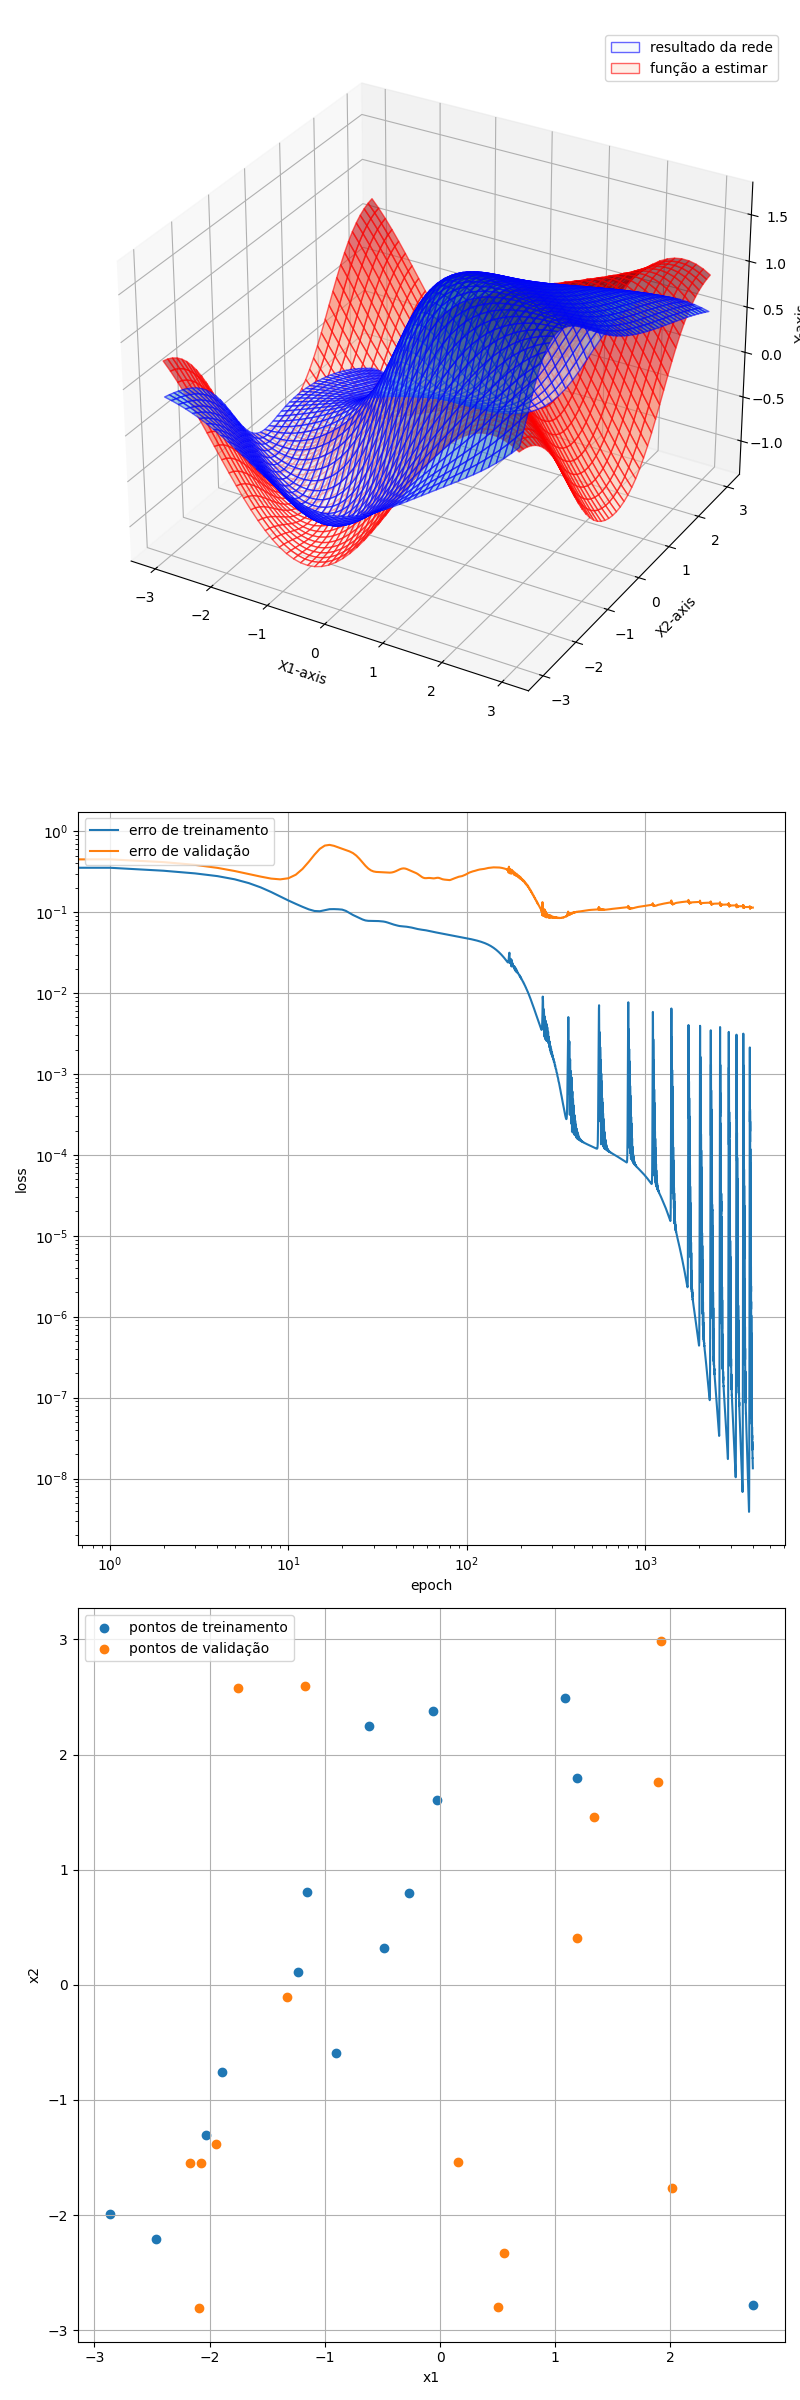 resultado da rede
função a estimar
1.5
1.0
0.5
0.0
−0.5
−1.0
3
2
1
0
−1
−2
−3
X2-axis
−3
−2
−1
0
1
2
3
X1-axis
erro de treinamento
erro de validação
10⁰
10⁻¹
10⁻²
10⁻³
10⁻⁴
10⁻⁵
10⁻⁶
10⁻⁷
10⁻⁸
loss
10⁰ 10¹ 10² 10³
epoch
pontos de treinamento
pontos de validação
3
2
1
0
−1
−2
−3
x2
−3 −2 −1 0 1 2
x1